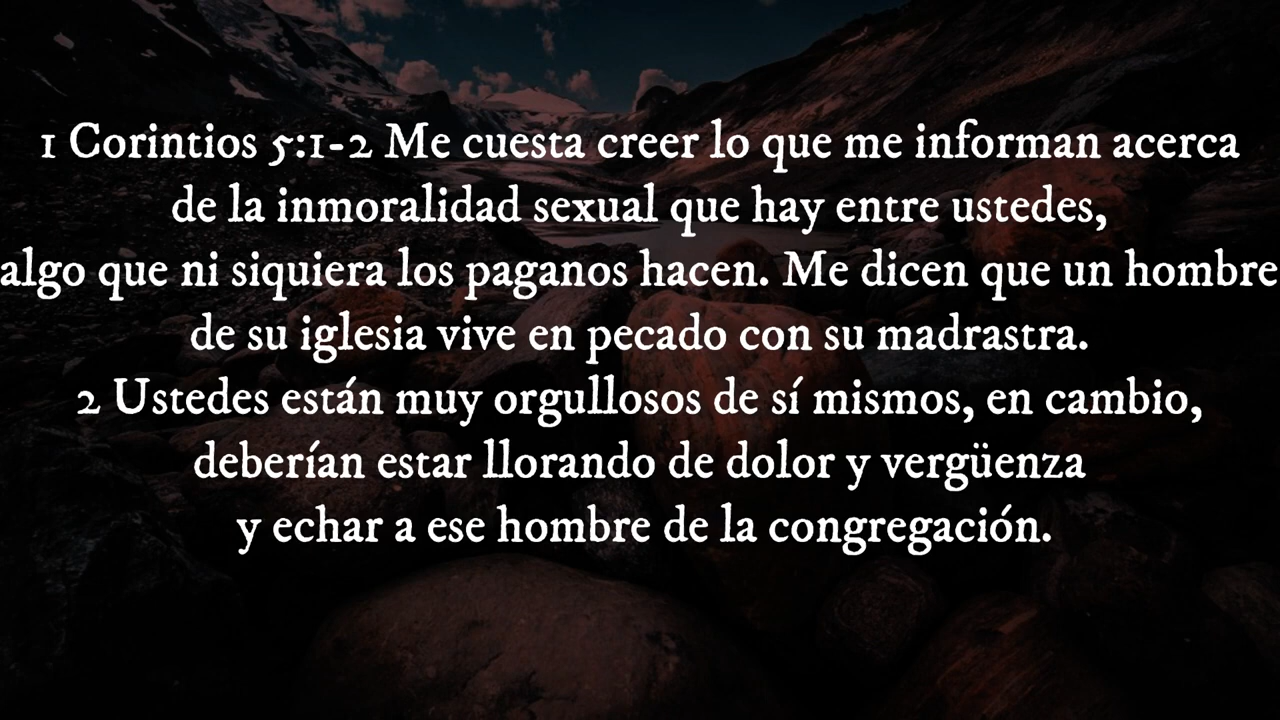 1 Corintios 5:1-2 Me cuesta creer lo que me informan acerca
de la inmoralidad sexual que hay entre ustedes,
algo que ni siquiera los paganos hacen. Me dicen que un hombre
de su iglesia vive en pecado con su madrastra.
2 Ustedes están muy orgullosos de sí mismos, en cambio,
deberían estar llorando de dolor y vergüenza
y echar a ese hombre de la congregación.